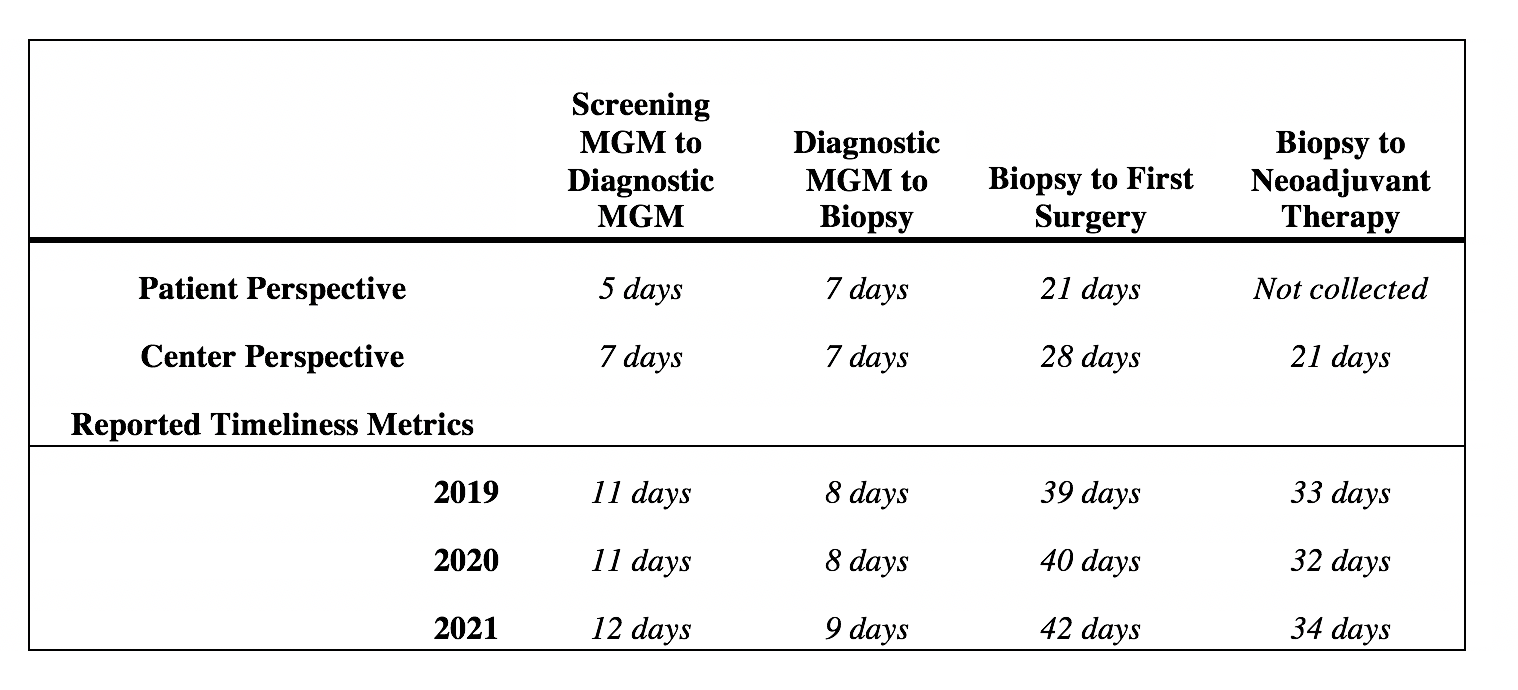 Screening
MGM to
Diagnostic
MGM
Diagnostic
MGM to
Biopsy
Biopsy to First
Surgery
Biopsy to
Neoadjuvant
Therapy
Patient Perspective 5 days 7 days 21 days Not collected
Center Perspective 7 days 7 days 28 days 21 days
Reported Timeliness Metrics
2019 11 days 8 days 39 days 33 days
2020 11 days 8 days 40 days 32 days
2021 12 days 9 days 42 days 34 days